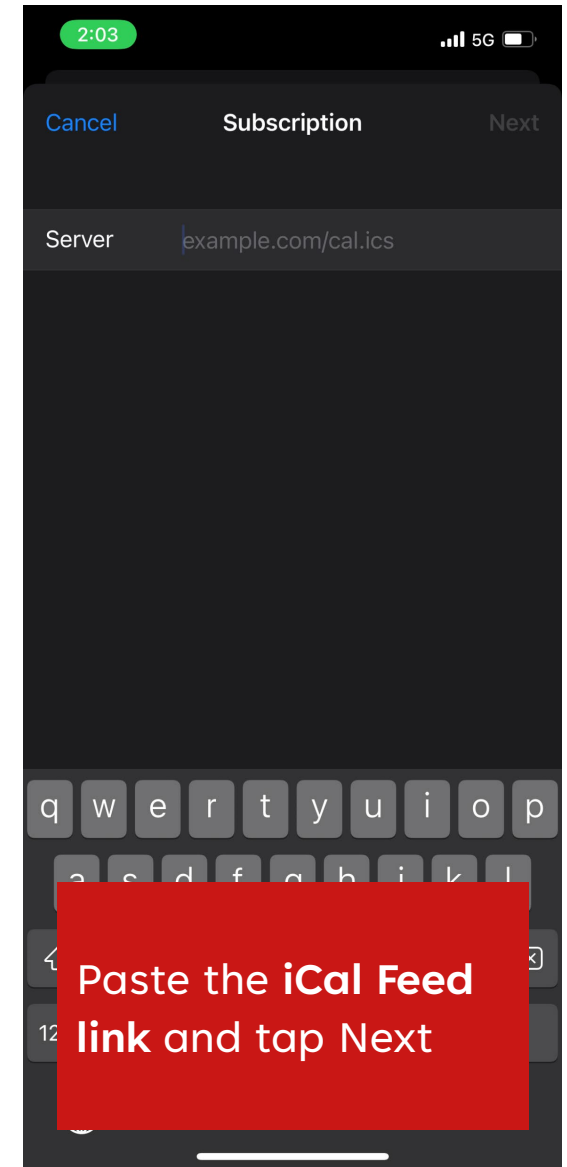 2:03 5G
Cancel Subscription Next
Server example.com/cal.ics
q w e r t y u i o p
a s d f g h j k l
12
Paste the iCal Feed
link and tap Next